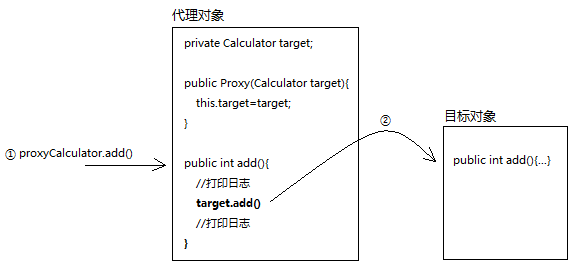 代理对象
private Calculator target;
public Proxy(Calculator target){
this.target=target;
}
② 目标对象
① proxyCalculator.add()
public int add(){...}
public int add(){
//打印日志
target.add()
//打印日志
}